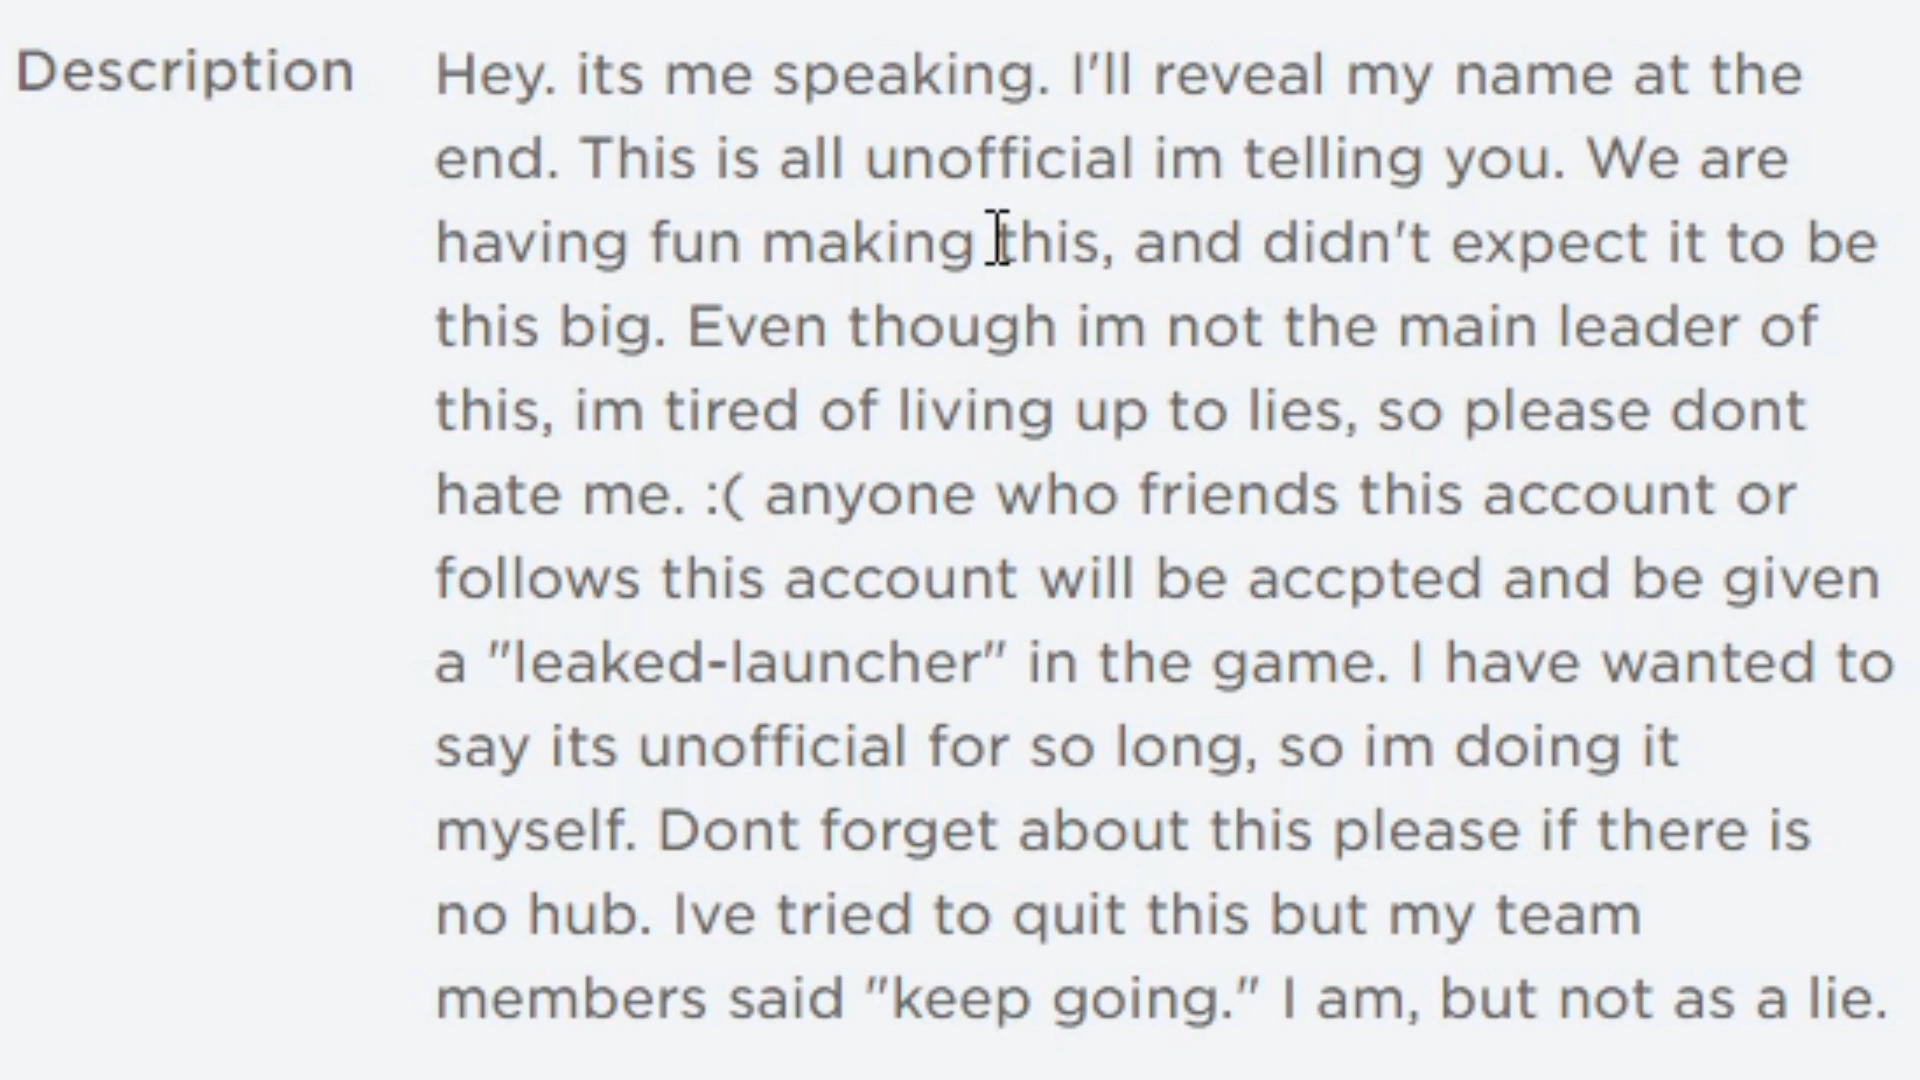 Description
Hey. its me speaking. I'll reveal my name at the
end. This is all unofficial im telling you. We are
having fun making this, and didn't expect it to be
this big. Even though im not the main leader of
this, im tired of living up to lies, so please dont
hate me. :( anyone who friends this account or
follows this account will be accpted and be given
a "leaked-launcher" in the game. I have wanted to
say its unofficial for so long, so im doing it
myself. Dont forget about this please if there is
no hub. Ive tried to quit this but my team
members said "keep going." I am, but not as a lie.